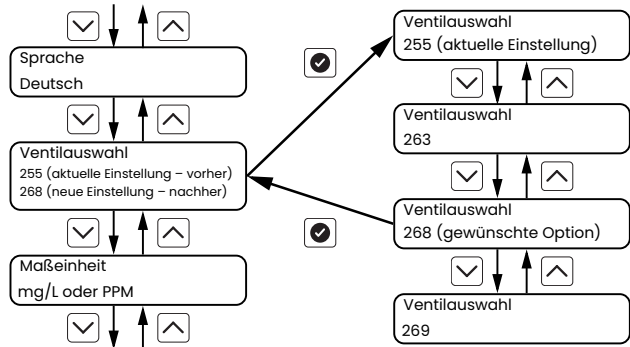 Sprache
Deutsch
Ventilauswahl
255 (aktuelle Einstellung – vorher)
268 (neue Einstellung – nachher)
Maßeinheit
mg/L oder PPM
Ventilauswahl
255 (aktuelle Einstellung)
Ventilauswahl
263
Ventilauswahl
268 (gewünschte Option)
Ventilauswahl
269